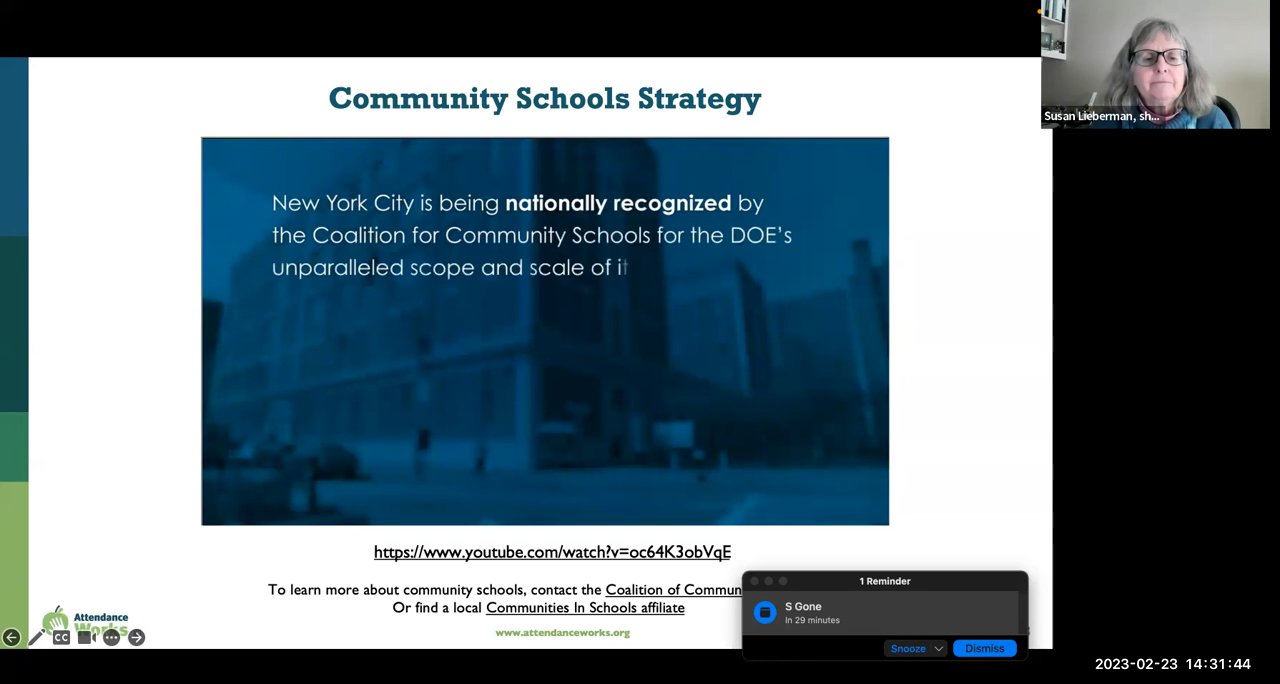 Community Schools Strategy
Susan Lieberman, sh...
New York City is being nationally recognized by
the Coalition for Community Schools for the DOE's
unparalleled scope and scale of it
https://www.youtube.com/watch?v=oc64K3obVqE
To learn more about community schools, contact the Coalition of Commun
Or find a local Communities In Schools affiliate
Attendance
Works
www.attendanceworks.org
CC
1 Reminder
S Gone
In 29 minutes
Snooze
Dismiss
2023-02-23 14:31:44